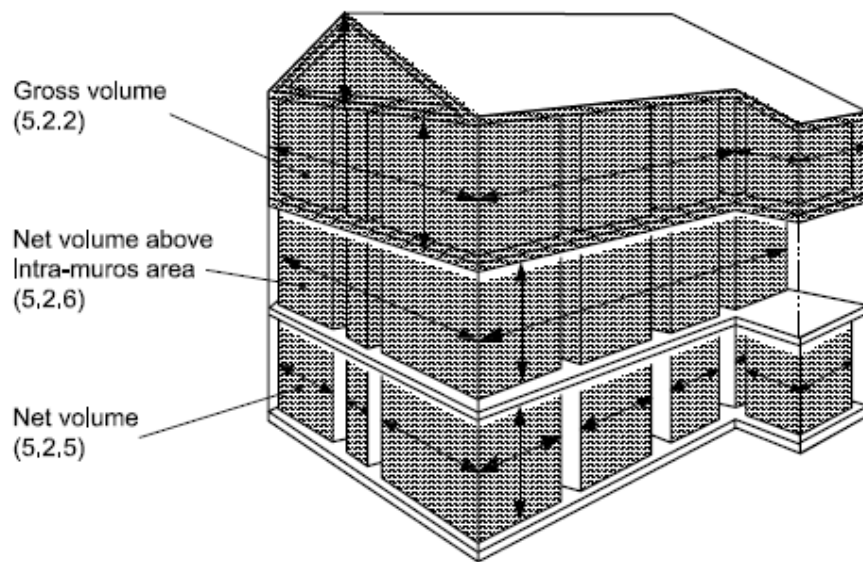 Gross volume
(5.2.2)
Net volume above
Intra-muros area
(5.2.6)
Net volume
(5.2.5)